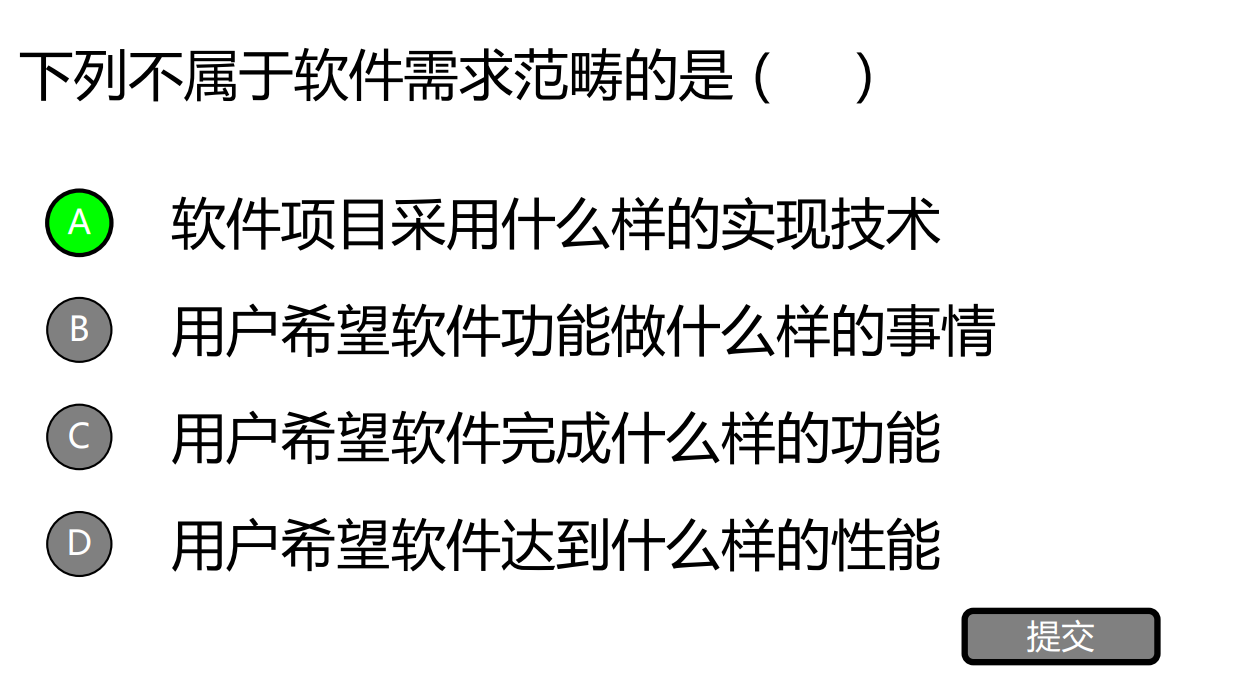 下列不属于软件需求范畴的是（ ）
A 软件项目采用什么样的实现技术
B 用户希望软件功能做什么样的事情
C 用户希望软件完成什么样的功能
D 用户希望软件达到什么样的性能
提交